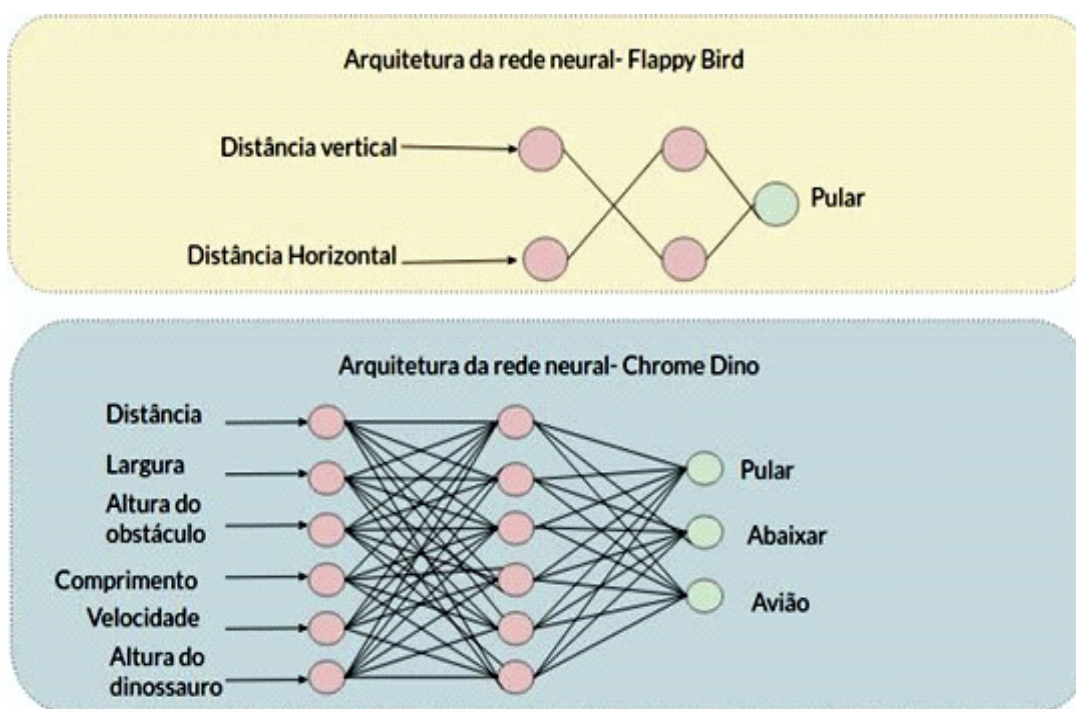 Arquitetura da rede neural- Flappy Bird
Distância vertical
Pular
Distância Horizontal
Arquitetura da rede neural- Chrome Dino
Distância
Largura
Altura do
obstáculo
Comprimento
Velocidade
Altura do
dinossauro
Pular
Abaixar
Avião